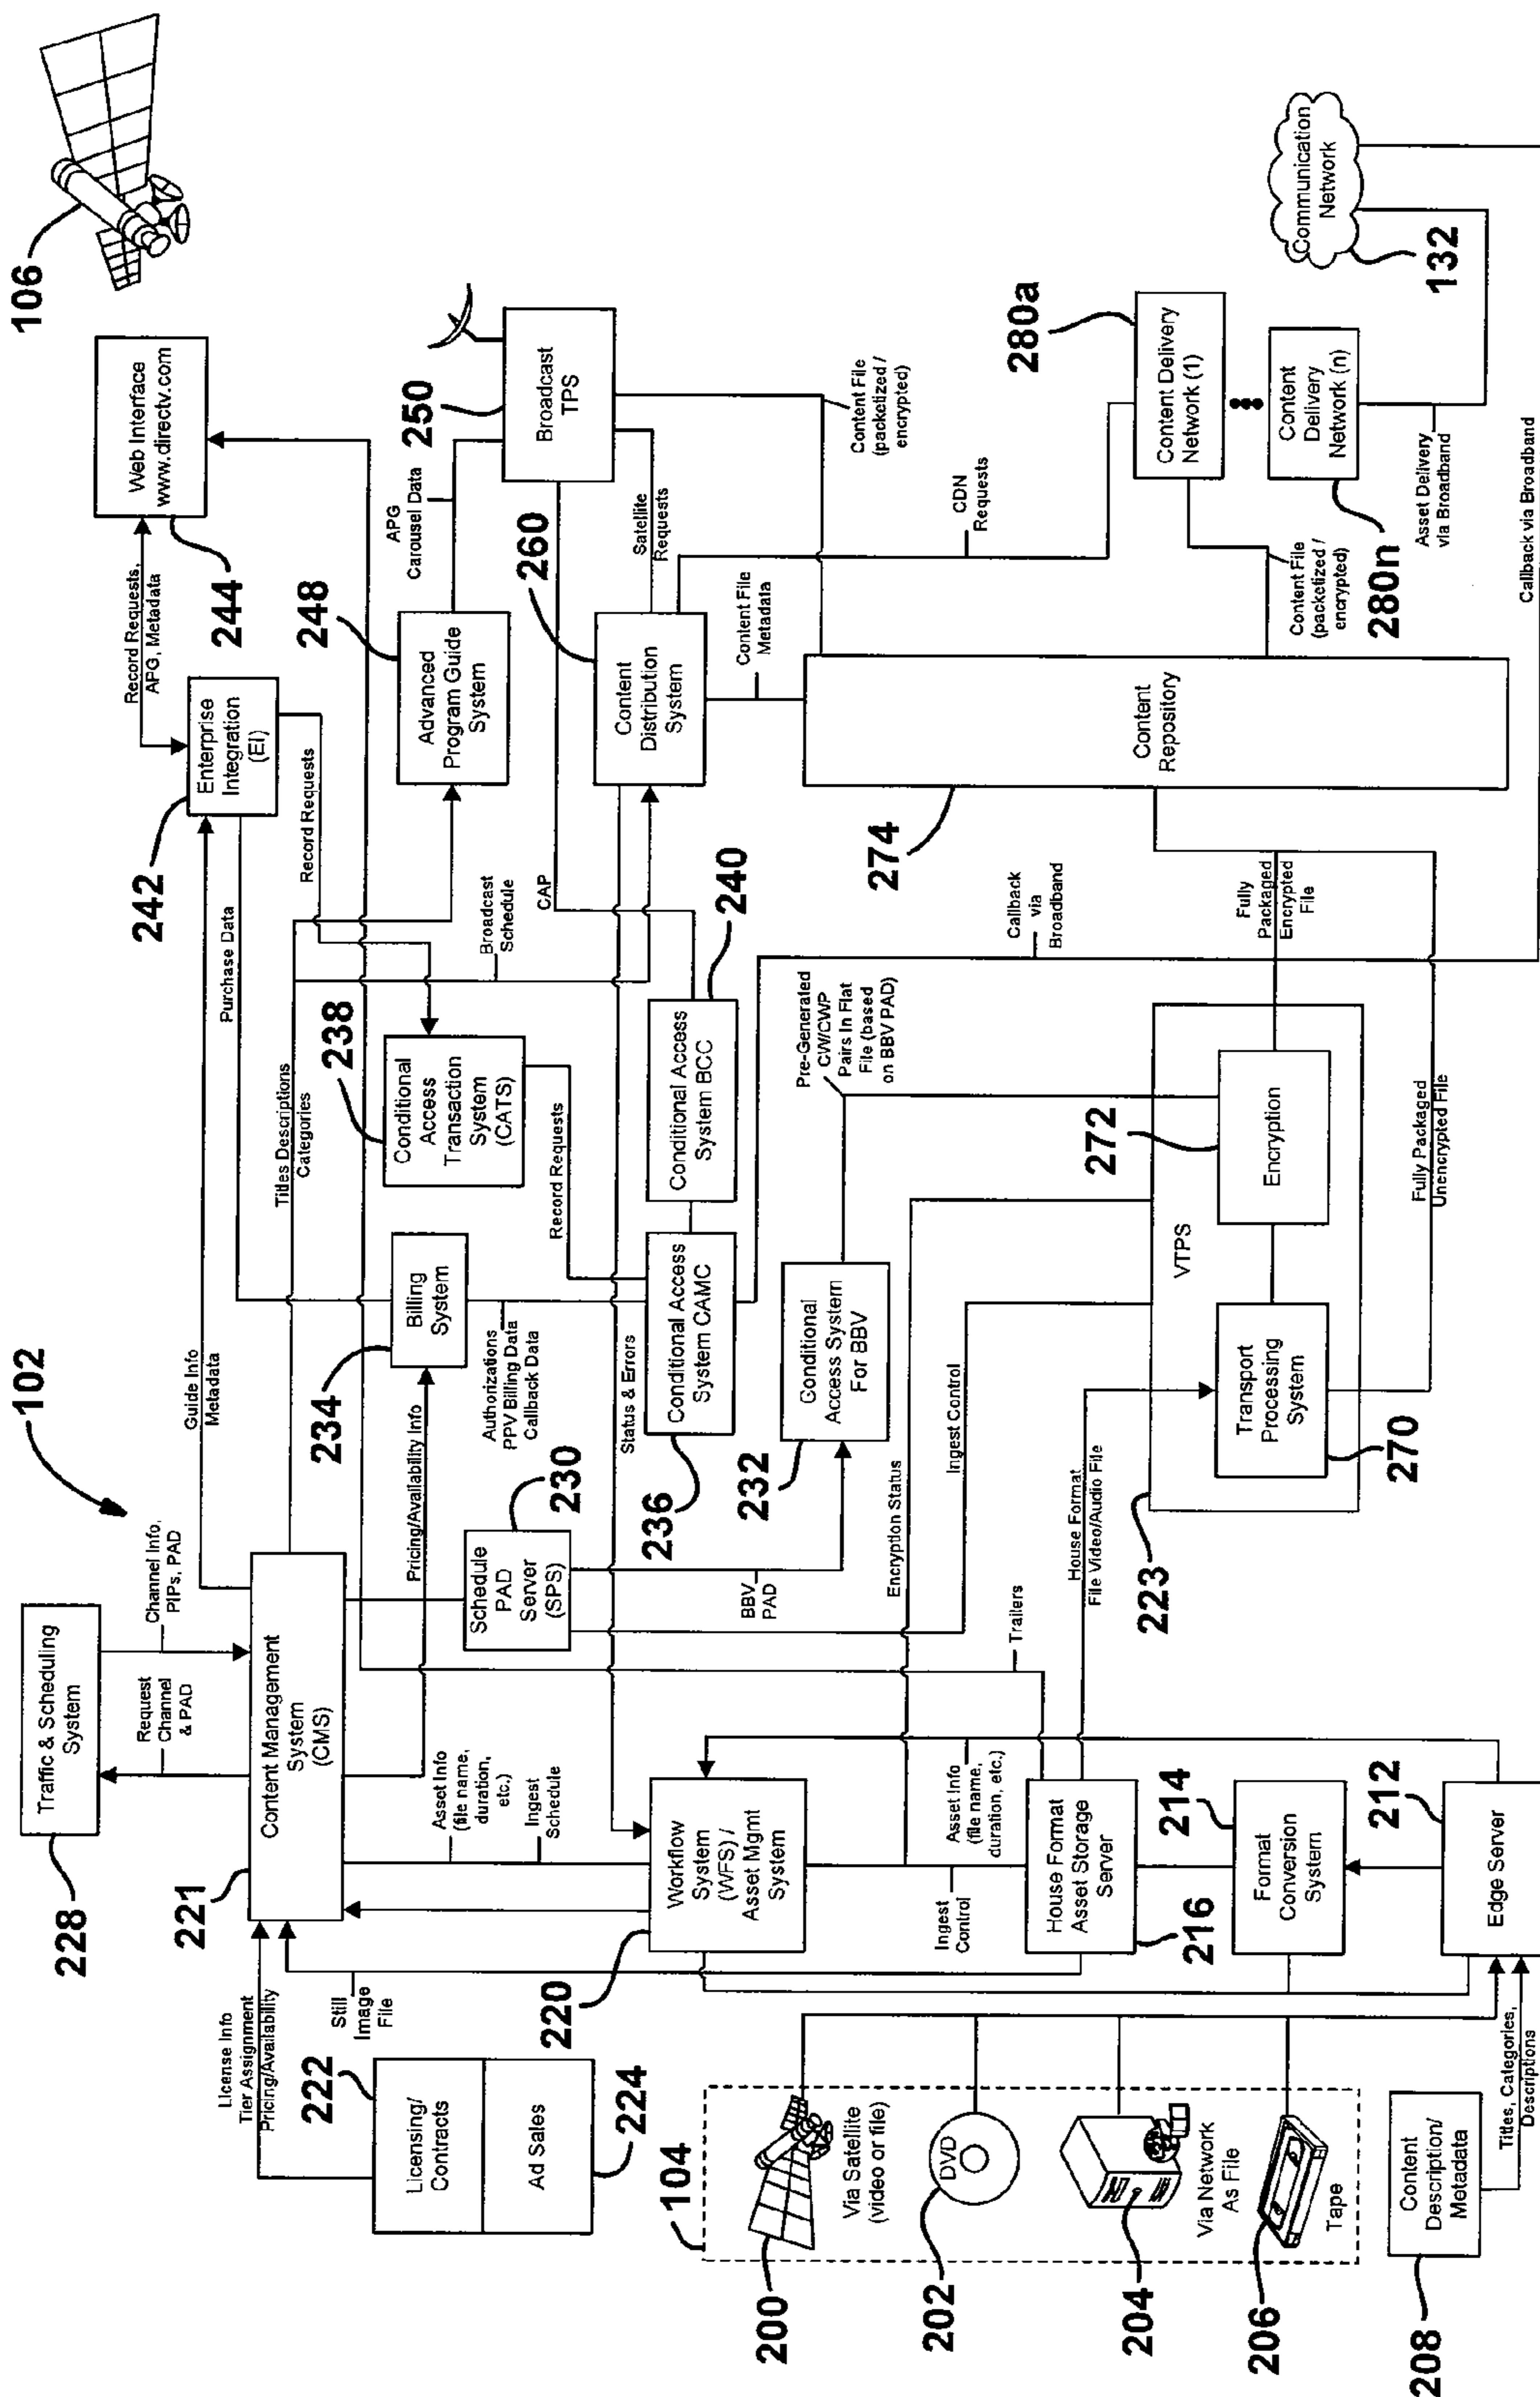 102
106
Traffic & Scheduling
System
228
Request
Channel
& PAD
Channel Info,
PIPs, PAD
Content Management
System
(CMS)
221
Guide Info
Metadata
License Info
Tier Assignment
Pricing/Availability
Still
Image
File
Licensing/
Contracts
222
Ad Sales
224
Asset Info
(file name,
duration,
etc.)
Ingest
Schedule
Pricing/Availability Info
Titles Descriptions
Categories
Purchase Data
Enterprise
Integration
(EI)
242
Record Requests,
APG, Metadata
Web Interface
www.directv.com
244
Record Requests
Billing
System
234
Authorizations
PPV Billing Data
Callback Data
Conditional
Access
Transaction
System
(CATS)
238
Record Requests
Broadcast
Schedule
Advanced
Program Guide
System
248
APG
Carousel Data
Broadcast
TPS
250
CAP
Satellite
Requests
Schedule
PAD
Server
(SPS)
230
BBV
PAD
Status & Errors
Conditional Access
System CAMC
236
Conditional Access
System BCC
240
Content
Distribution
System
260
Content File
Metadata
CDN
Requests
Content File
(packetized /
encrypted)
Workflow
System
(WFS) /
Asset Mgmt
System
220
Conditional
Access System
For BBV
232
Pre-Generated
CW/CWP
Pairs In Flat
File (based
on BBV PAD)
Callback
via
Broadband
Content
Repository
274
Encryption Status
Ingest Control
Trailers
Ingest
Control
Asset Info
(file name,
duration, etc.)
House Format
File Video/Audio File
House Format
Asset Storage
Server
216
Format
Conversion
System
214
Edge Server
212
VTPS
223
Transport
Processing
System
270
Encryption
272
Fully
Packaged
Encrypted
File
Fully Packaged
Unencrypted File
Content File
(packetized /
encrypted)
Content Delivery
Network (1)
280a
Content
Delivery
Network (n)
280n
Asset Delivery
via Broadband
Communication
Network
132
Callback via Broadband
104
Via Satellite
(video or file)
200
DVD
202
Via Network
As File
204
Tape
206
Content
Description/
Metadata
208
Titles, Categories,
Descriptions